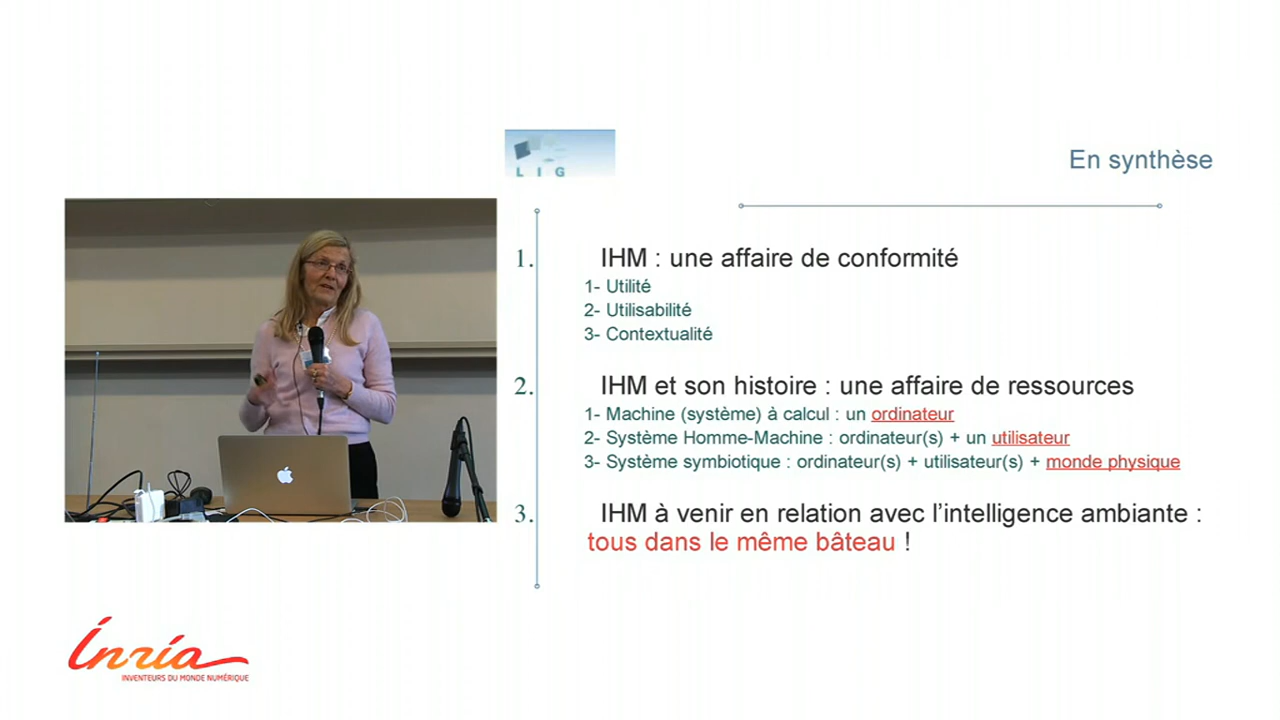 L I G
En synthèse
1. IHM : une affaire de conformité
1- Utilité
2- Utilisabilité
3- Contextualité
2. IHM et son histoire : une affaire de ressources
1- Machine (système) à calcul : un ordinateur
2- Système Homme-Machine : ordinateur(s) + un utilisateur
3- Système symbiotique : ordinateur(s) + utilisateur(s) + monde physique
3. IHM à venir en relation avec l’intelligence ambiante :
tous dans le même bâteau !
Inria
INVENTEURS DU MONDE NUMÉRIQUE